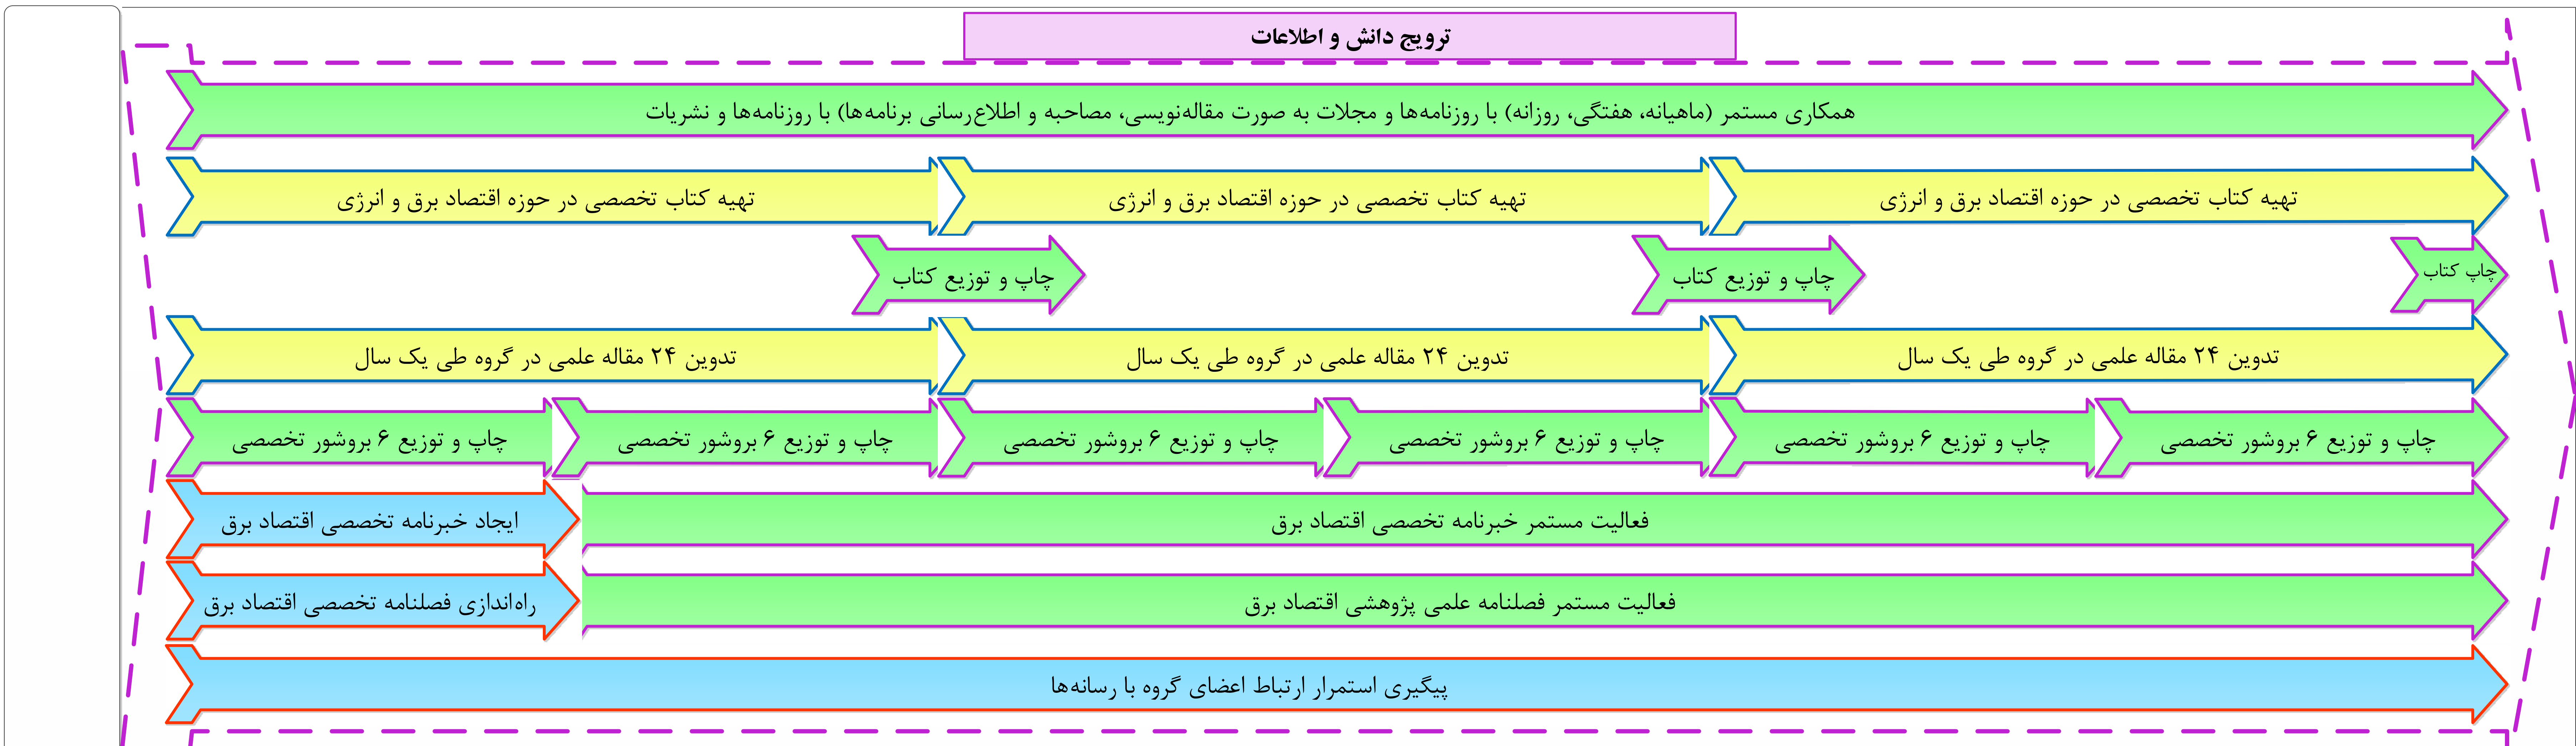 ترویج دانش و اطلاعات
همکاری مستمر (ماهیانه، هفتگی، روزانه) با روزنامه‌ها و مجلات به صورت مقاله‌نویسی، مصاحبه و اطلاع‌رسانی برنامه‌ها) با روزنامه‌ها و نشریات
تهیه کتاب تخصصی در حوزه اقتصاد برق و انرژی
تهیه کتاب تخصصی در حوزه اقتصاد برق و انرژی
تهیه کتاب تخصصی در حوزه اقتصاد برق و انرژی
چاپ و توزیع کتاب
چاپ و توزیع کتاب
چاپ کتاب
تدوین ۲۴ مقاله علمی در گروه طی یک سال
تدوین ۲۴ مقاله علمی در گروه طی یک سال
تدوین ۲۴ مقاله علمی در گروه طی یک سال
چاپ و توزیع ۶ بروشور تخصصی
چاپ و توزیع ۶ بروشور تخصصی
چاپ و توزیع ۶ بروشور تخصصی
چاپ و توزیع ۶ بروشور تخصصی
چاپ و توزیع ۶ بروشور تخصصی
چاپ و توزیع ۶ بروشور تخصصی
ایجاد خبرنامه تخصصی اقتصاد برق
فعالیت مستمر خبرنامه تخصصی اقتصاد برق
راه‌اندازی فصلنامه تخصصی اقتصاد برق
فعالیت مستمر فصلنامه علمی پژوهشی اقتصاد برق
پیگیری استمرار ارتباط اعضای گروه با رسانه‌ها